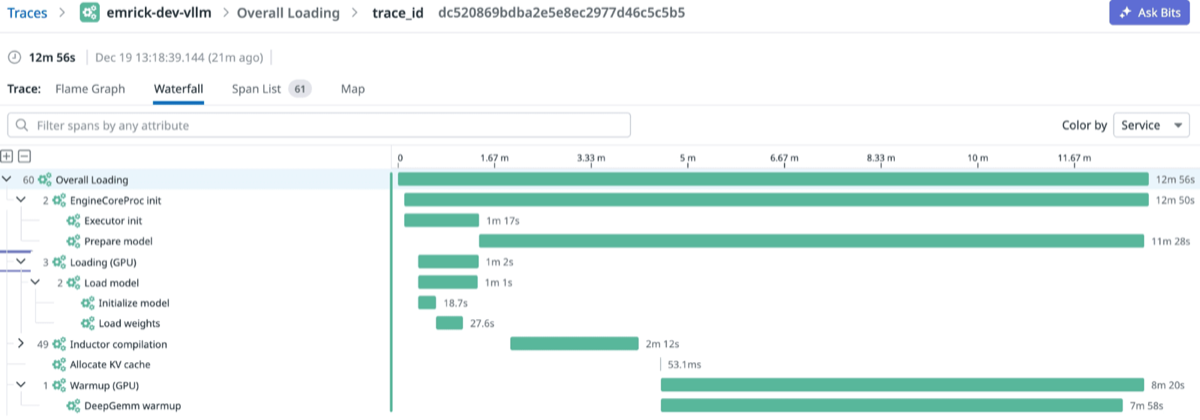 Traces > emrick-dev-vllm > Overall Loading > trace_id dc520869bdba2e5e8ec2977d46c5c5b5
Ask Bits
12m 56s Dec 19 13:18:39.144 (21m ago)
Trace: Flame Graph Waterfall Span List 61 Map
Filter spans by any attribute
Color by Service
0 1.67 m 3.33 m 5 m 6.67 m 8.33 m 10 m 11.67 m
60 Overall Loading 12m 56s
2 EngineCoreProc init 12m 50s
Executor init 1m 17s
Prepare model 11m 28s
3 Loading (GPU) 1m 2s
2 Load model 1m 1s
Initialize model 18.7s
Load weights 27.6s
49 Inductor compilation 2m 12s
Allocate KV cache 53.1ms
1 Warmup (GPU) 8m 20s
DeepGemm warmup 7m 58s